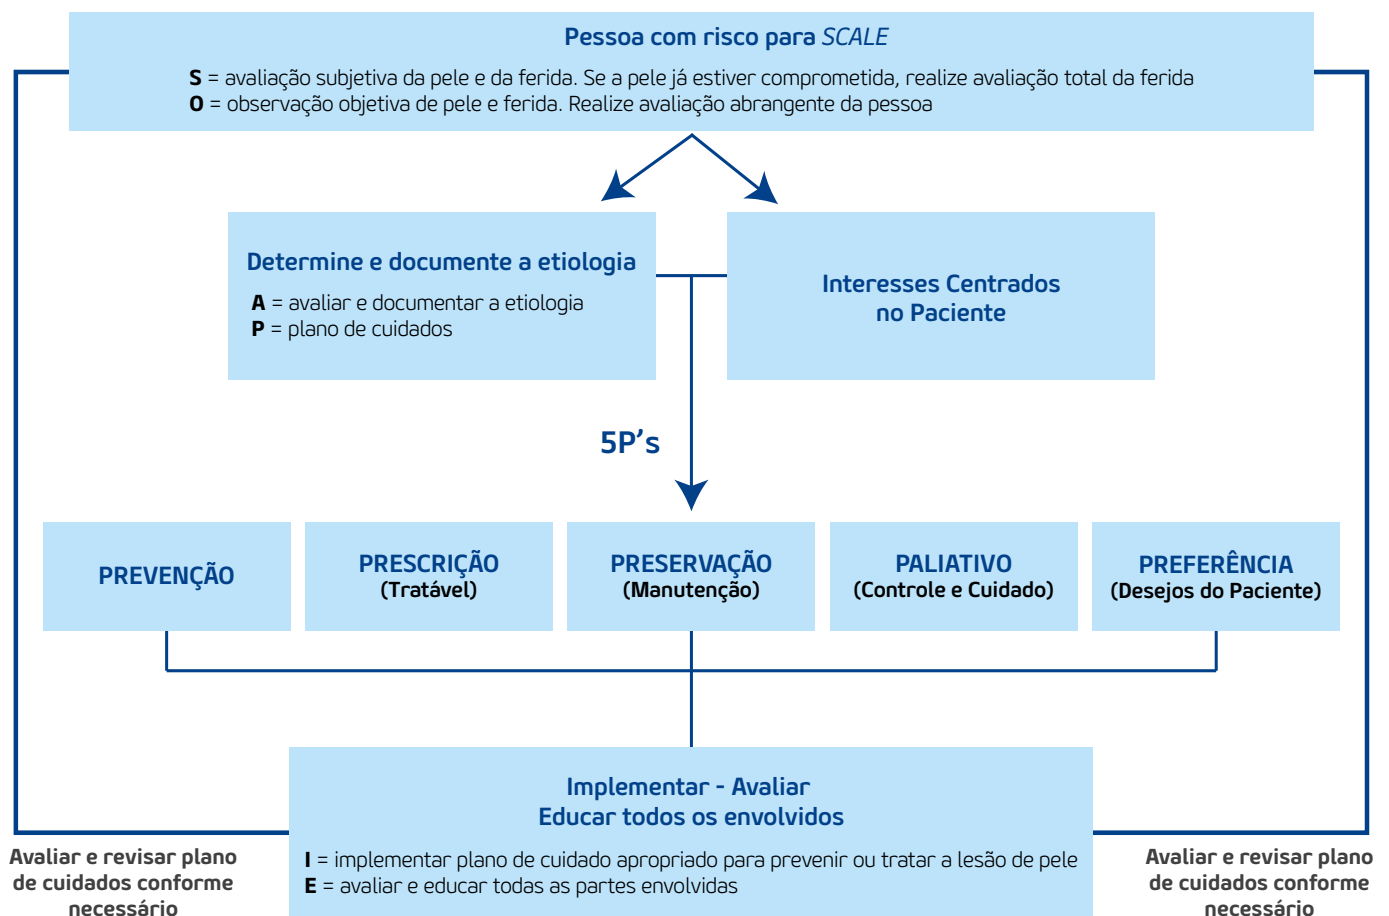 Pessoa com risco para SCALE
S = avaliação subjetiva da pele e da ferida. Se a pele já estiver comprometida, realize avaliação total da ferida
O = observação objetiva de pele e ferida. Realize avaliação abrangente da pessoa
Determine e documente a etiologia
A = avaliar e documentar a etiologia
P = plano de cuidados
Interesses Centrados
no Paciente
5P’s
PREVENÇÃO
PRESCRIÇÃO
(Tratável)
PRESERVAÇÃO
(Manutenção)
PALIATIVO
(Controle e Cuidado)
PREFERÊNCIA
(Desejos do Paciente)
Implementar - Avaliar
Educar todos os envolvidos
I = implementar plano de cuidado apropriado para prevenir ou tratar a lesão de pele
E = avaliar e educar todas as partes envolvidas
Avaliar e revisar plano
de cuidados conforme
necessário
Avaliar e revisar plano
de cuidados conforme
necessário